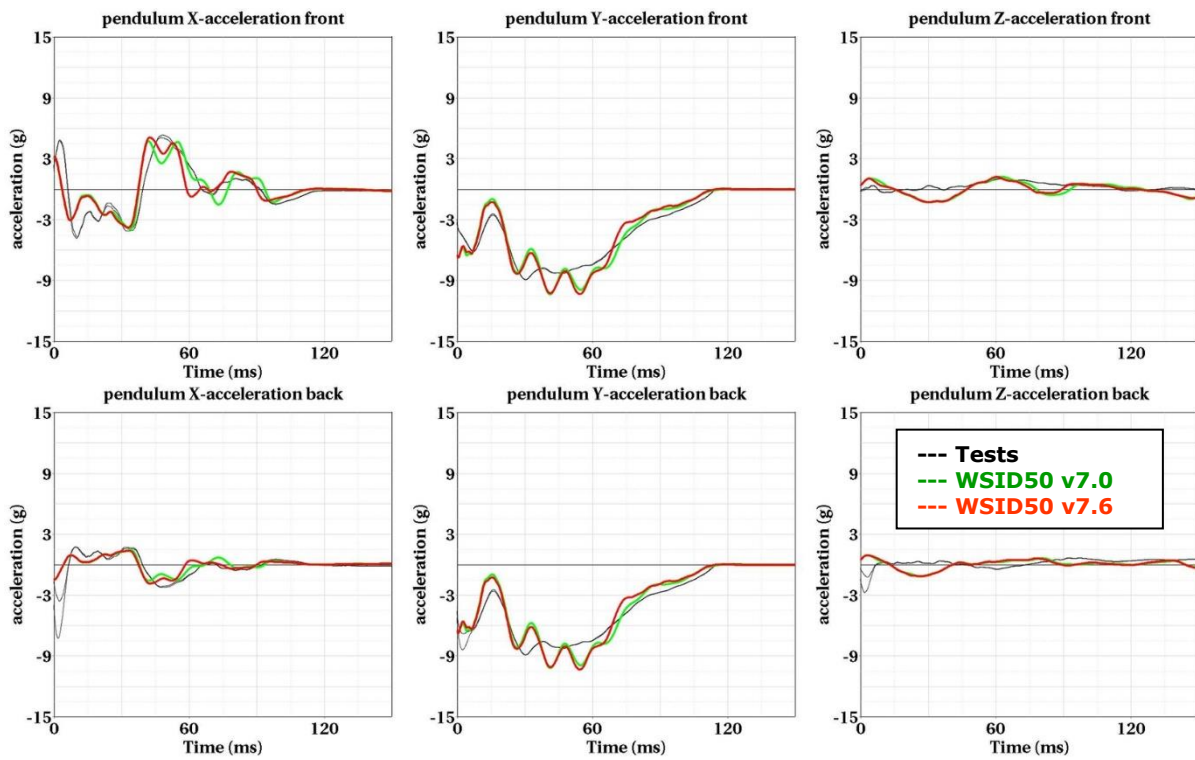 pendulum X-acceleration front
15
9
3
-3
-9
-15
acceleration (g)
0
60
120
Time (ms)
pendulum Y-acceleration front
15
9
3
-3
-9
-15
acceleration (g)
0
60
120
Time (ms)
pendulum Z-acceleration front
15
9
3
-3
-9
-15
acceleration (g)
0
60
120
Time (ms)
pendulum X-acceleration back
15
9
3
-3
-9
-15
acceleration (g)
0
60
120
Time (ms)
pendulum Y-acceleration back
15
9
3
-3
-9
-15
acceleration (g)
0
60
120
Time (ms)
pendulum Z-acceleration back
15
9
3
-3
-9
-15
acceleration (g)
0
60
120
Time (ms)
--- Tests
--- WSID50 v7.0
--- WSID50 v7.6